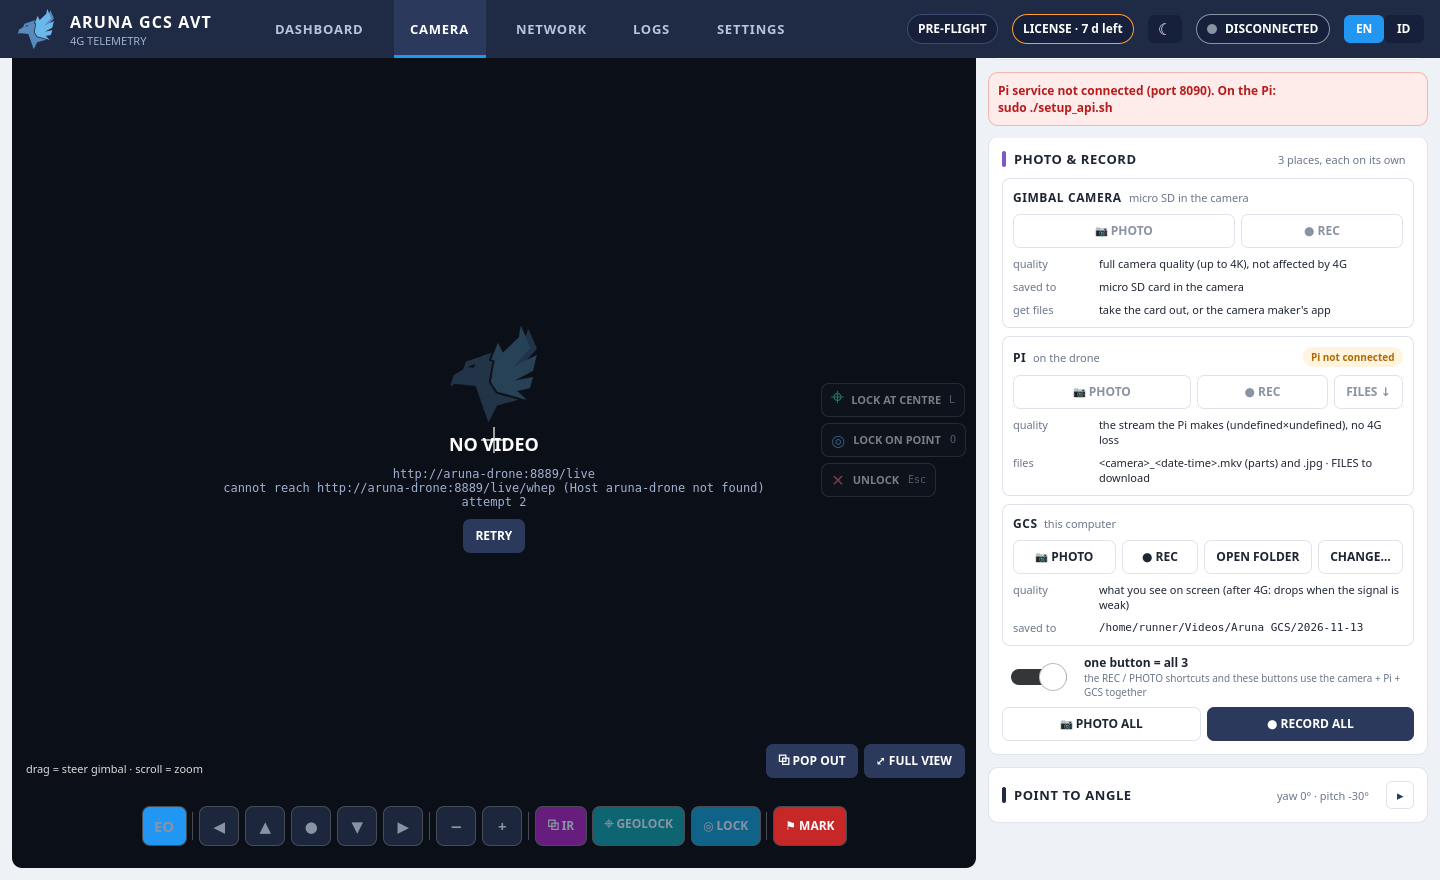 ARUNA GCS AVT
4G TELEMETRY
DASHBOARD
CAMERA
NETWORK
LOGS
SETTINGS
PRE-FLIGHT
LICENSE · 7 d left
DISCONNECTED
EN
ID
NO VIDEO
http://aruna-drone:8889/live
cannot reach http://aruna-drone:8889/live/whep (Host aruna-drone not found)
attempt 2
RETRY
LOCK AT CENTRE L
LOCK ON POINT O
UNLOCK Esc
drag = steer gimbal · scroll = zoom
POP OUT
FULL VIEW
EO
IR
GEOLOCK
LOCK
MARK
Pi service not connected (port 8090). On the Pi:
sudo ./setup_api.sh
PHOTO & RECORD
3 places, each on its own
GIMBAL CAMERA micro SD in the camera
PHOTO
REC
quality full camera quality (up to 4K), not affected by 4G
saved to micro SD card in the camera
get files take the card out, or the camera maker's app
PI on the drone
Pi not connected
PHOTO
REC
FILES ↓
quality the stream the Pi makes (undefined×undefined), no 4G
loss
files <camera>_<date-time>.mkv (parts) and .jpg · FILES to
download
GCS this computer
PHOTO
REC
OPEN FOLDER
CHANGE...
quality what you see on screen (after 4G: drops when the signal is
weak)
saved to /home/runner/Videos/Aruna GCS/2026-11-13
one button = all 3
the REC / PHOTO shortcuts and these buttons use the camera + Pi +
GCS together
PHOTO ALL
RECORD ALL
POINT TO ANGLE
yaw 0° · pitch -30°